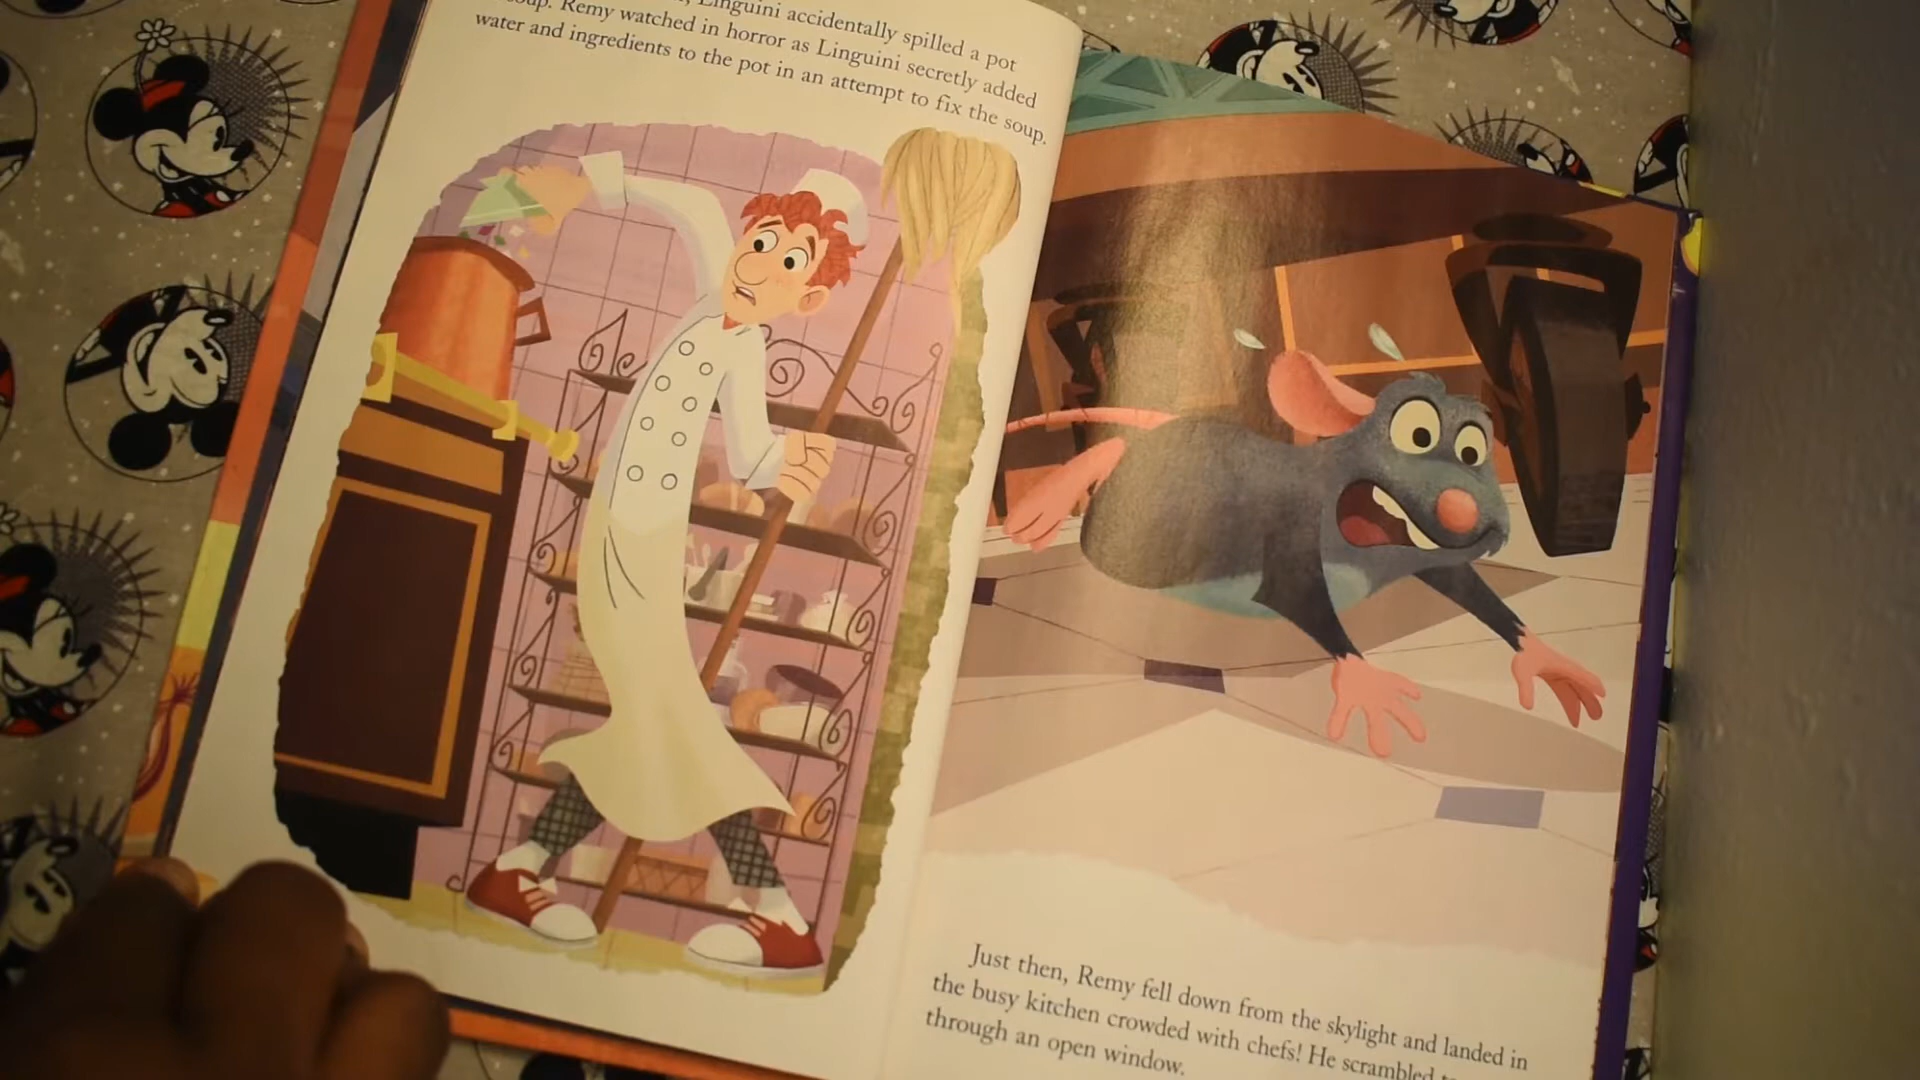 Linguini accidentally spilled a pot
soup. Remy watched in horror as Linguini secretly added
water and ingredients to the pot in an attempt to fix the soup.
Just then, Remy fell down from the skylight and landed in
the busy kitchen crowded with chefs! He scrambled
through an open window.